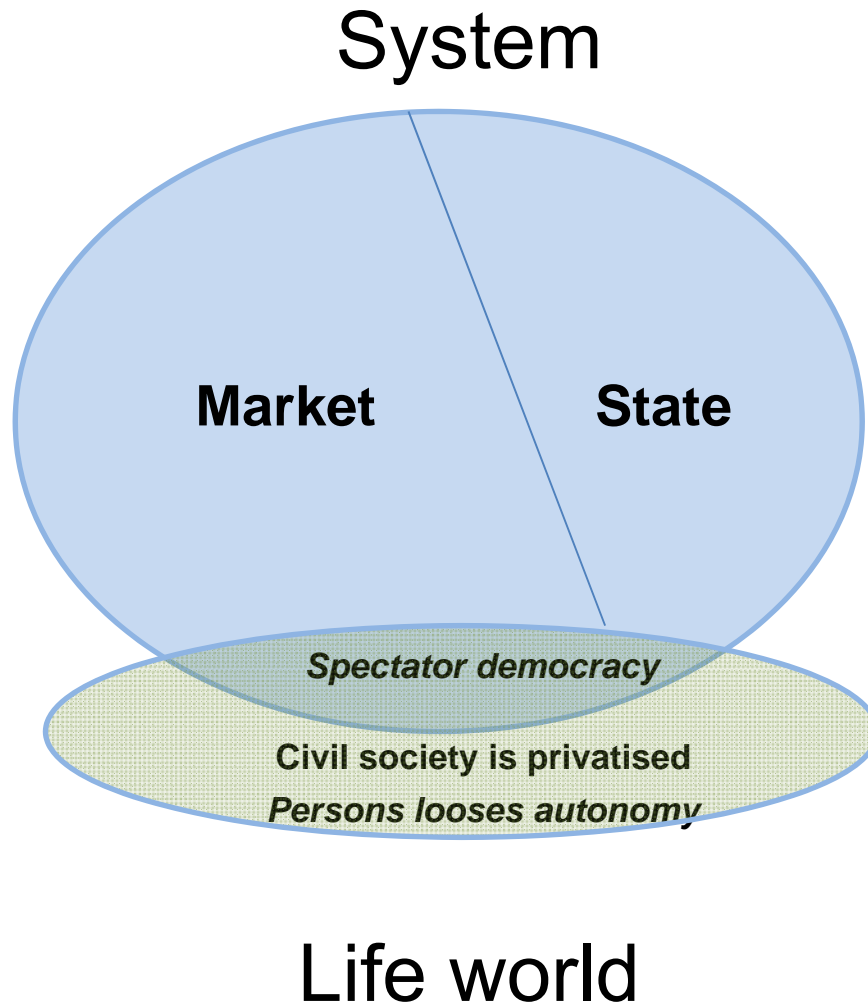 System
Market
State
Spectator democracy
Civil society is privatised
Persons looses autonomy
Life world